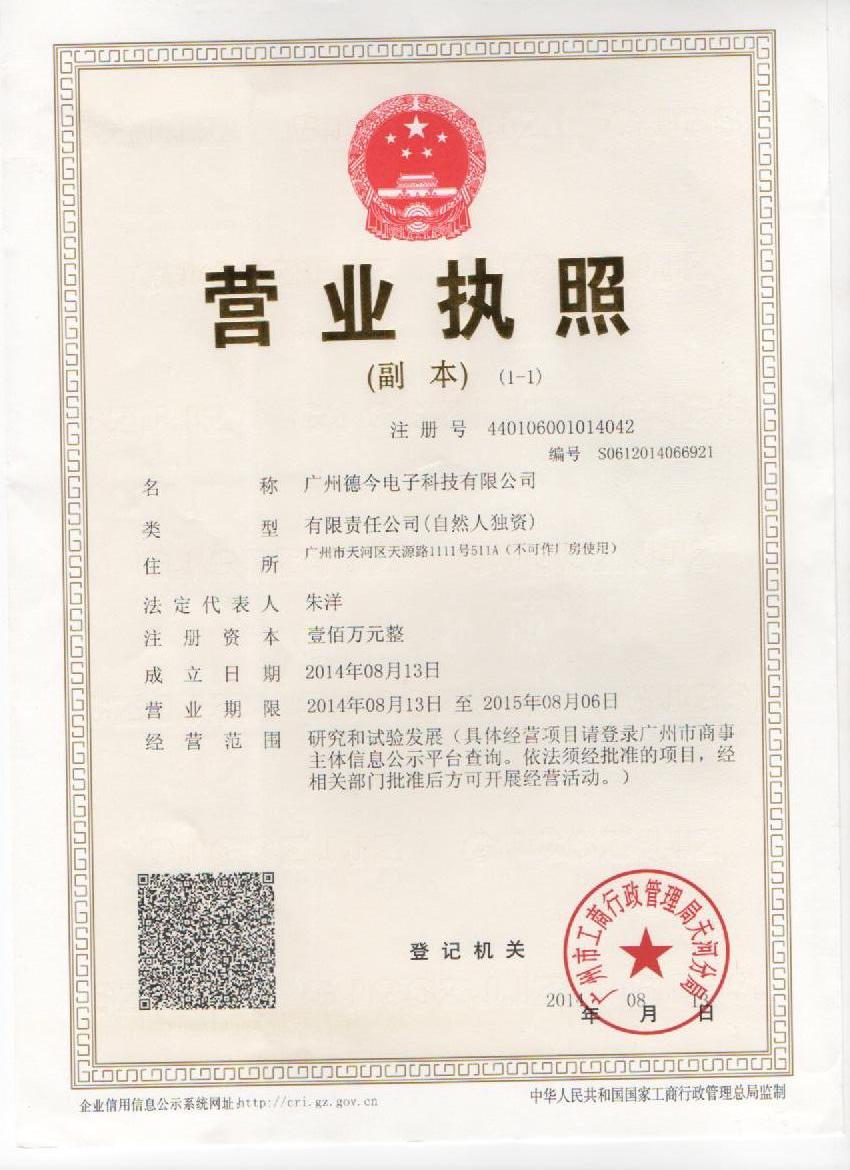 营业执照
(副 本) (1-1)
注册号 440106001014042
编号 S0612014066921
名 称 广州德今电子科技有限公司
类 型 有限责任公司(自然人独资)
住 所 广州市天河区天源路1111号511A(不可作厂房使用)
法定代表人 朱洋
注 册 资 本 壹佰万元整
成 立 日 期 2014年08月13日
营 业 期 限 2014年08月13日 至 2015年08月06日
经 营 范 围 研究和试验发展(具体经营项目请登录广州市商事
主体信息公示平台查询。依法须经批准的项目,经
相关部门批准后方可开展经营活动。)
广州市工商行政管理局天河分局
登 记 机 关
2014 08 13
年 月 日
企业信用信息公示系统网址:http://cri.gz.gov.cn
中华人民共和国国家工商行政管理总局监制